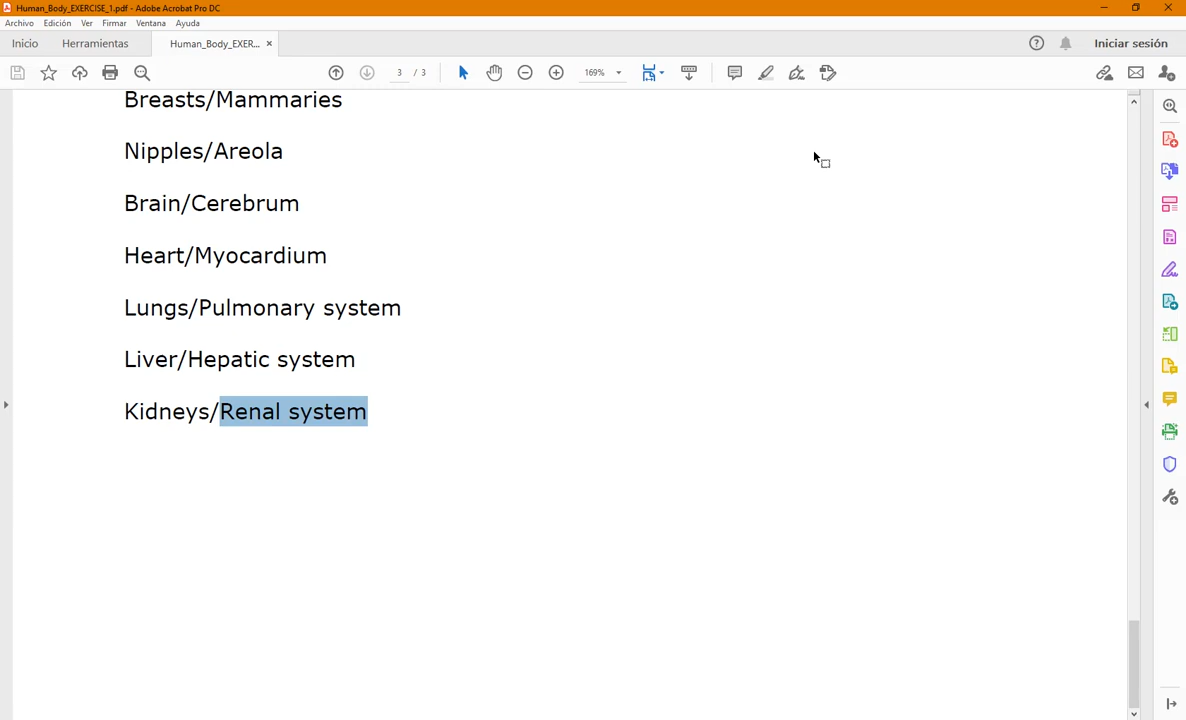 Human_Body_EXERCISE_1.pdf - Adobe Acrobat Pro DC
Archivo Edición Ver Firmar Ventana Ayuda
Inicio Herramientas Human_Body_EXER... Iniciar sesión
3 / 3 169%
Breasts/Mammaries
Nipples/Areola
Brain/Cerebrum
Heart/Myocardium
Lungs/Pulmonary system
Liver/Hepatic system
Kidneys/Renal system